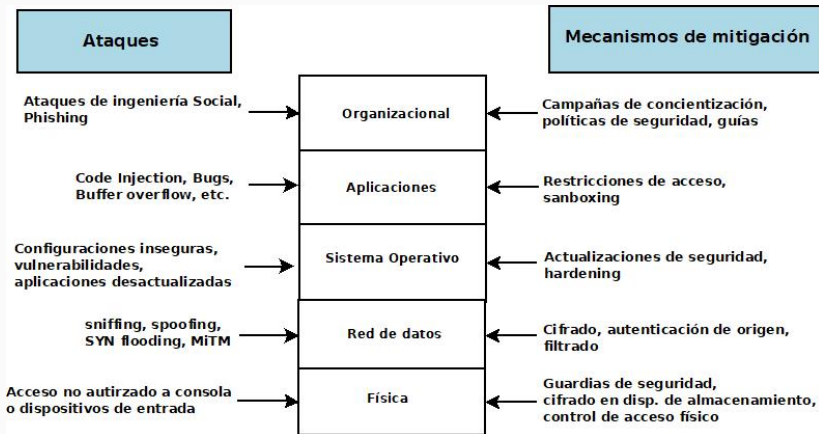 Ataques
Mecanismos de mitigación
Ataques de ingeniería Social,
Phishing
Organizacional
Campañas de concientización,
políticas de seguridad, guías
Code Injection, Bugs,
Buffer overflow, etc.
Aplicaciones
Restricciones de acceso,
sanboxing
Configuraciones inseguras,
vulnerabilidades,
aplicaciones desactualizadas
Sistema Operativo
Actualizaciones de seguridad,
hardening
sniffing, spoofing,
SYN flooding, MiTM
Red de datos
Cifrado, autenticación de origen,
filtrado
Acceso no autirzado a consola
o dispositivos de entrada
Física
Guardias de seguridad,
cifrado en disp. de almacenamiento,
control de acceso físico